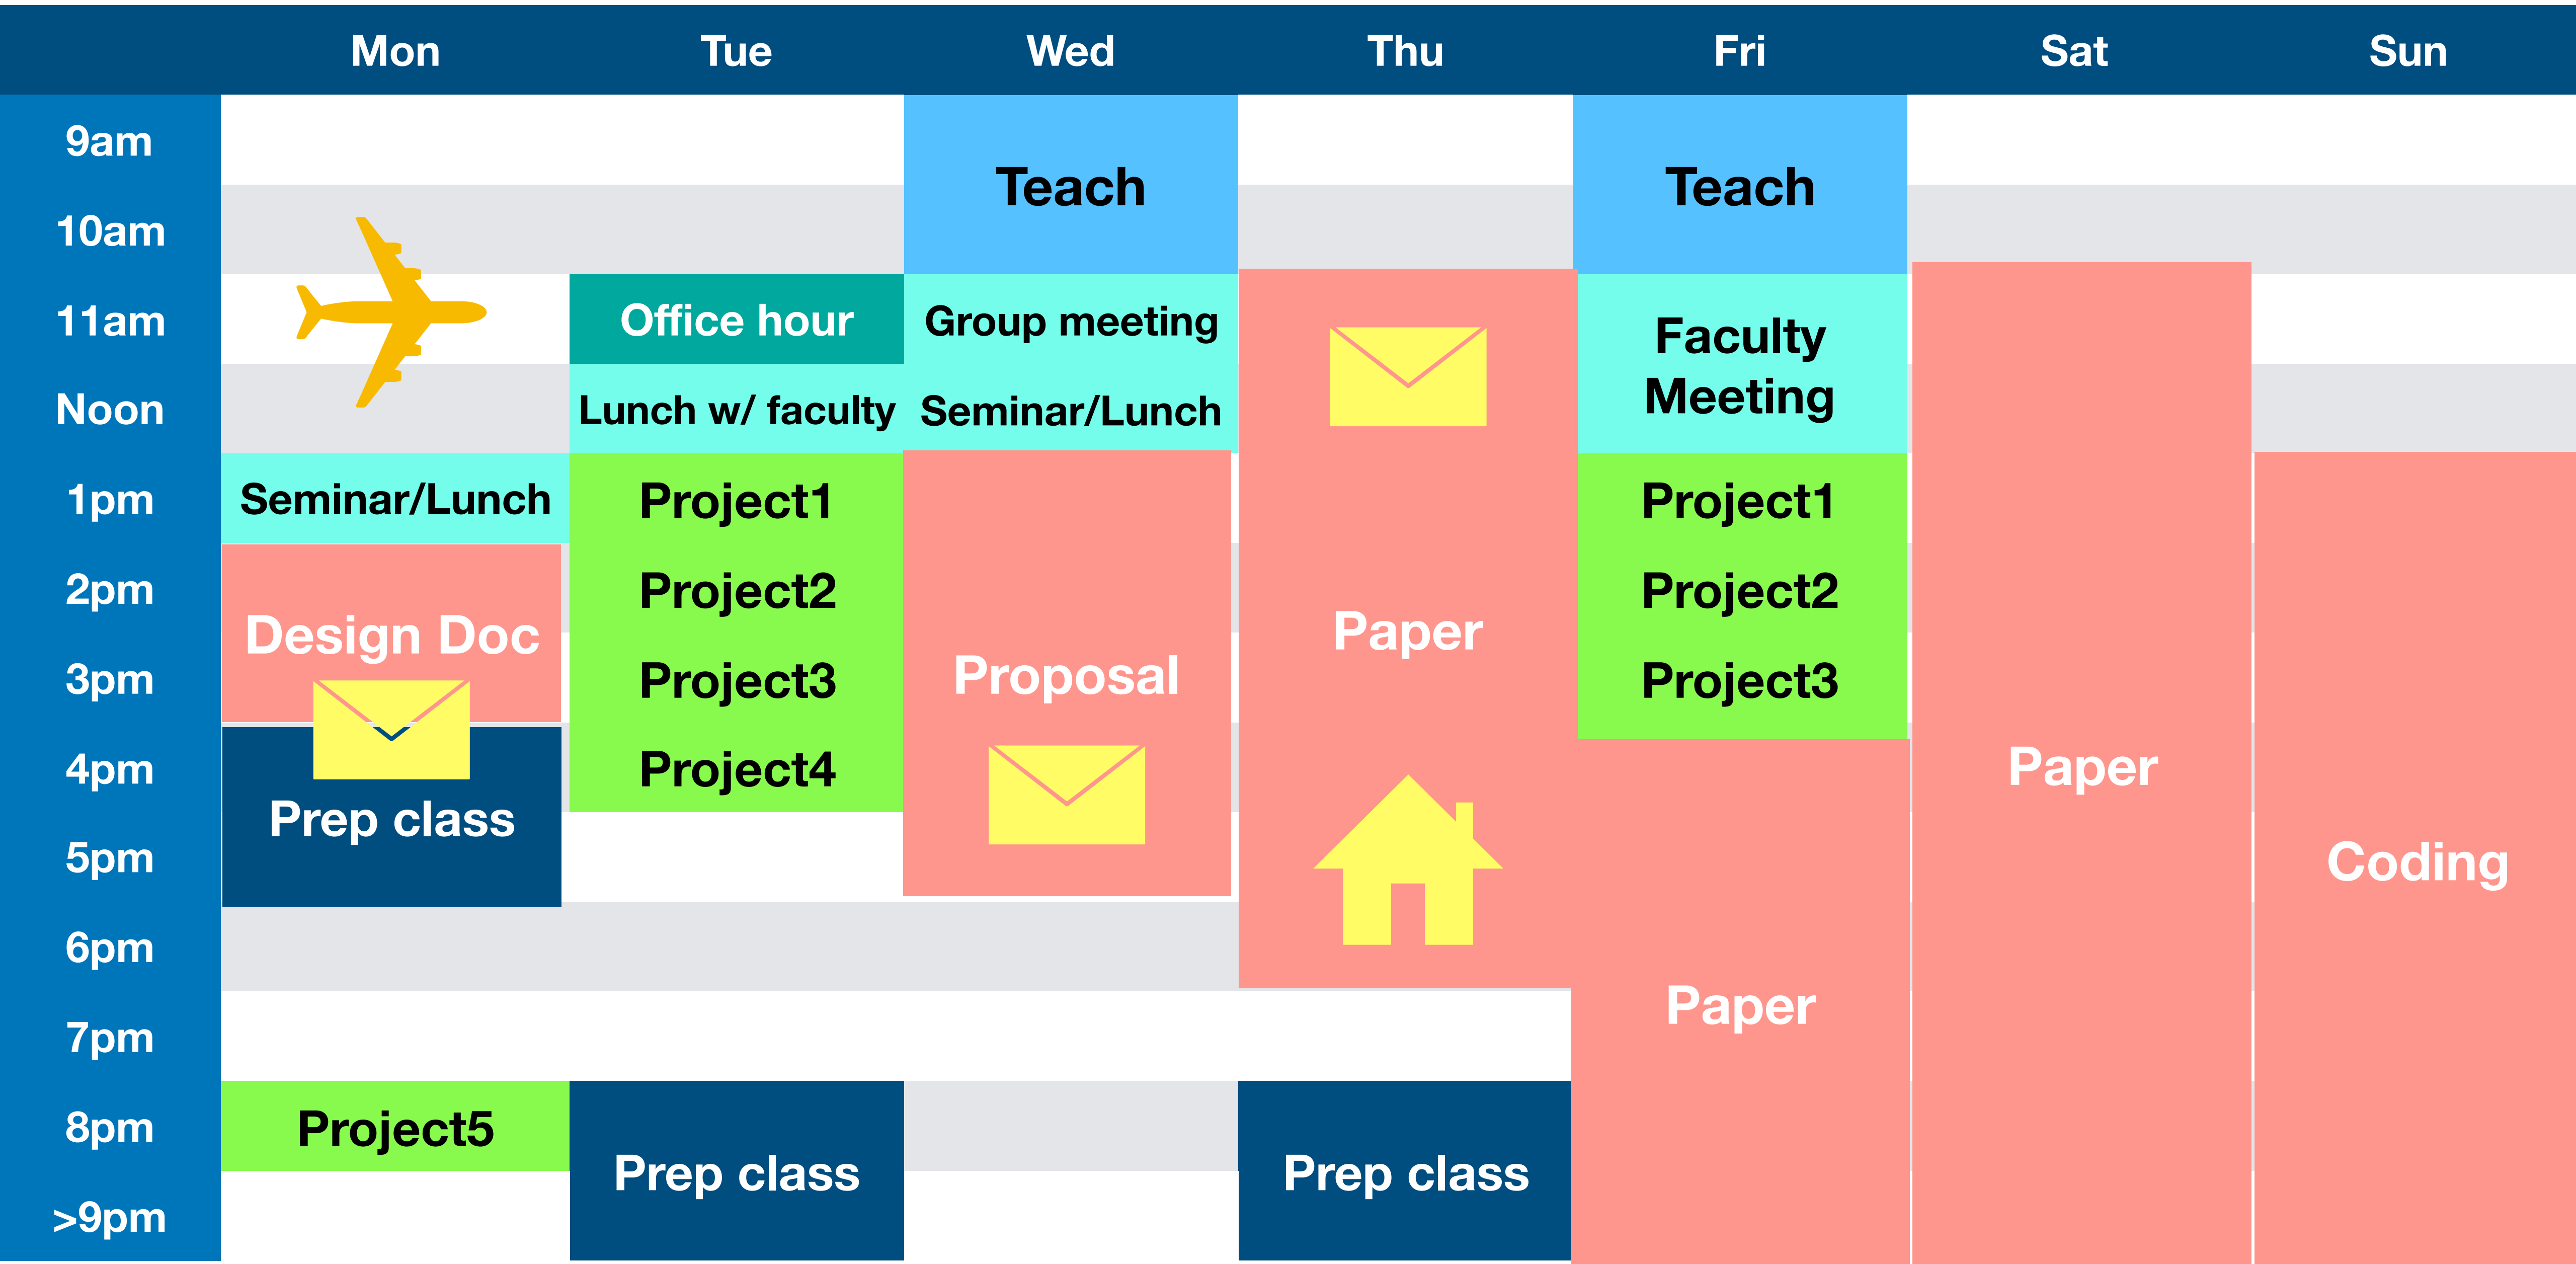 Mon Tue Wed Thu Fri Sat Sun
9am
Teach Teach
10am
11am Office hour Group meeting Faculty
Noon Lunch w/ faculty Seminar/Lunch Meeting
1pm Seminar/Lunch Project1 Project1
2pm Project2 Project2
Design Doc Paper
3pm Project3 Proposal Project3
4pm Project4 Paper
Prep class
5pm Coding
6pm
Paper
7pm
8pm Project5
Prep class Prep class
>9pm